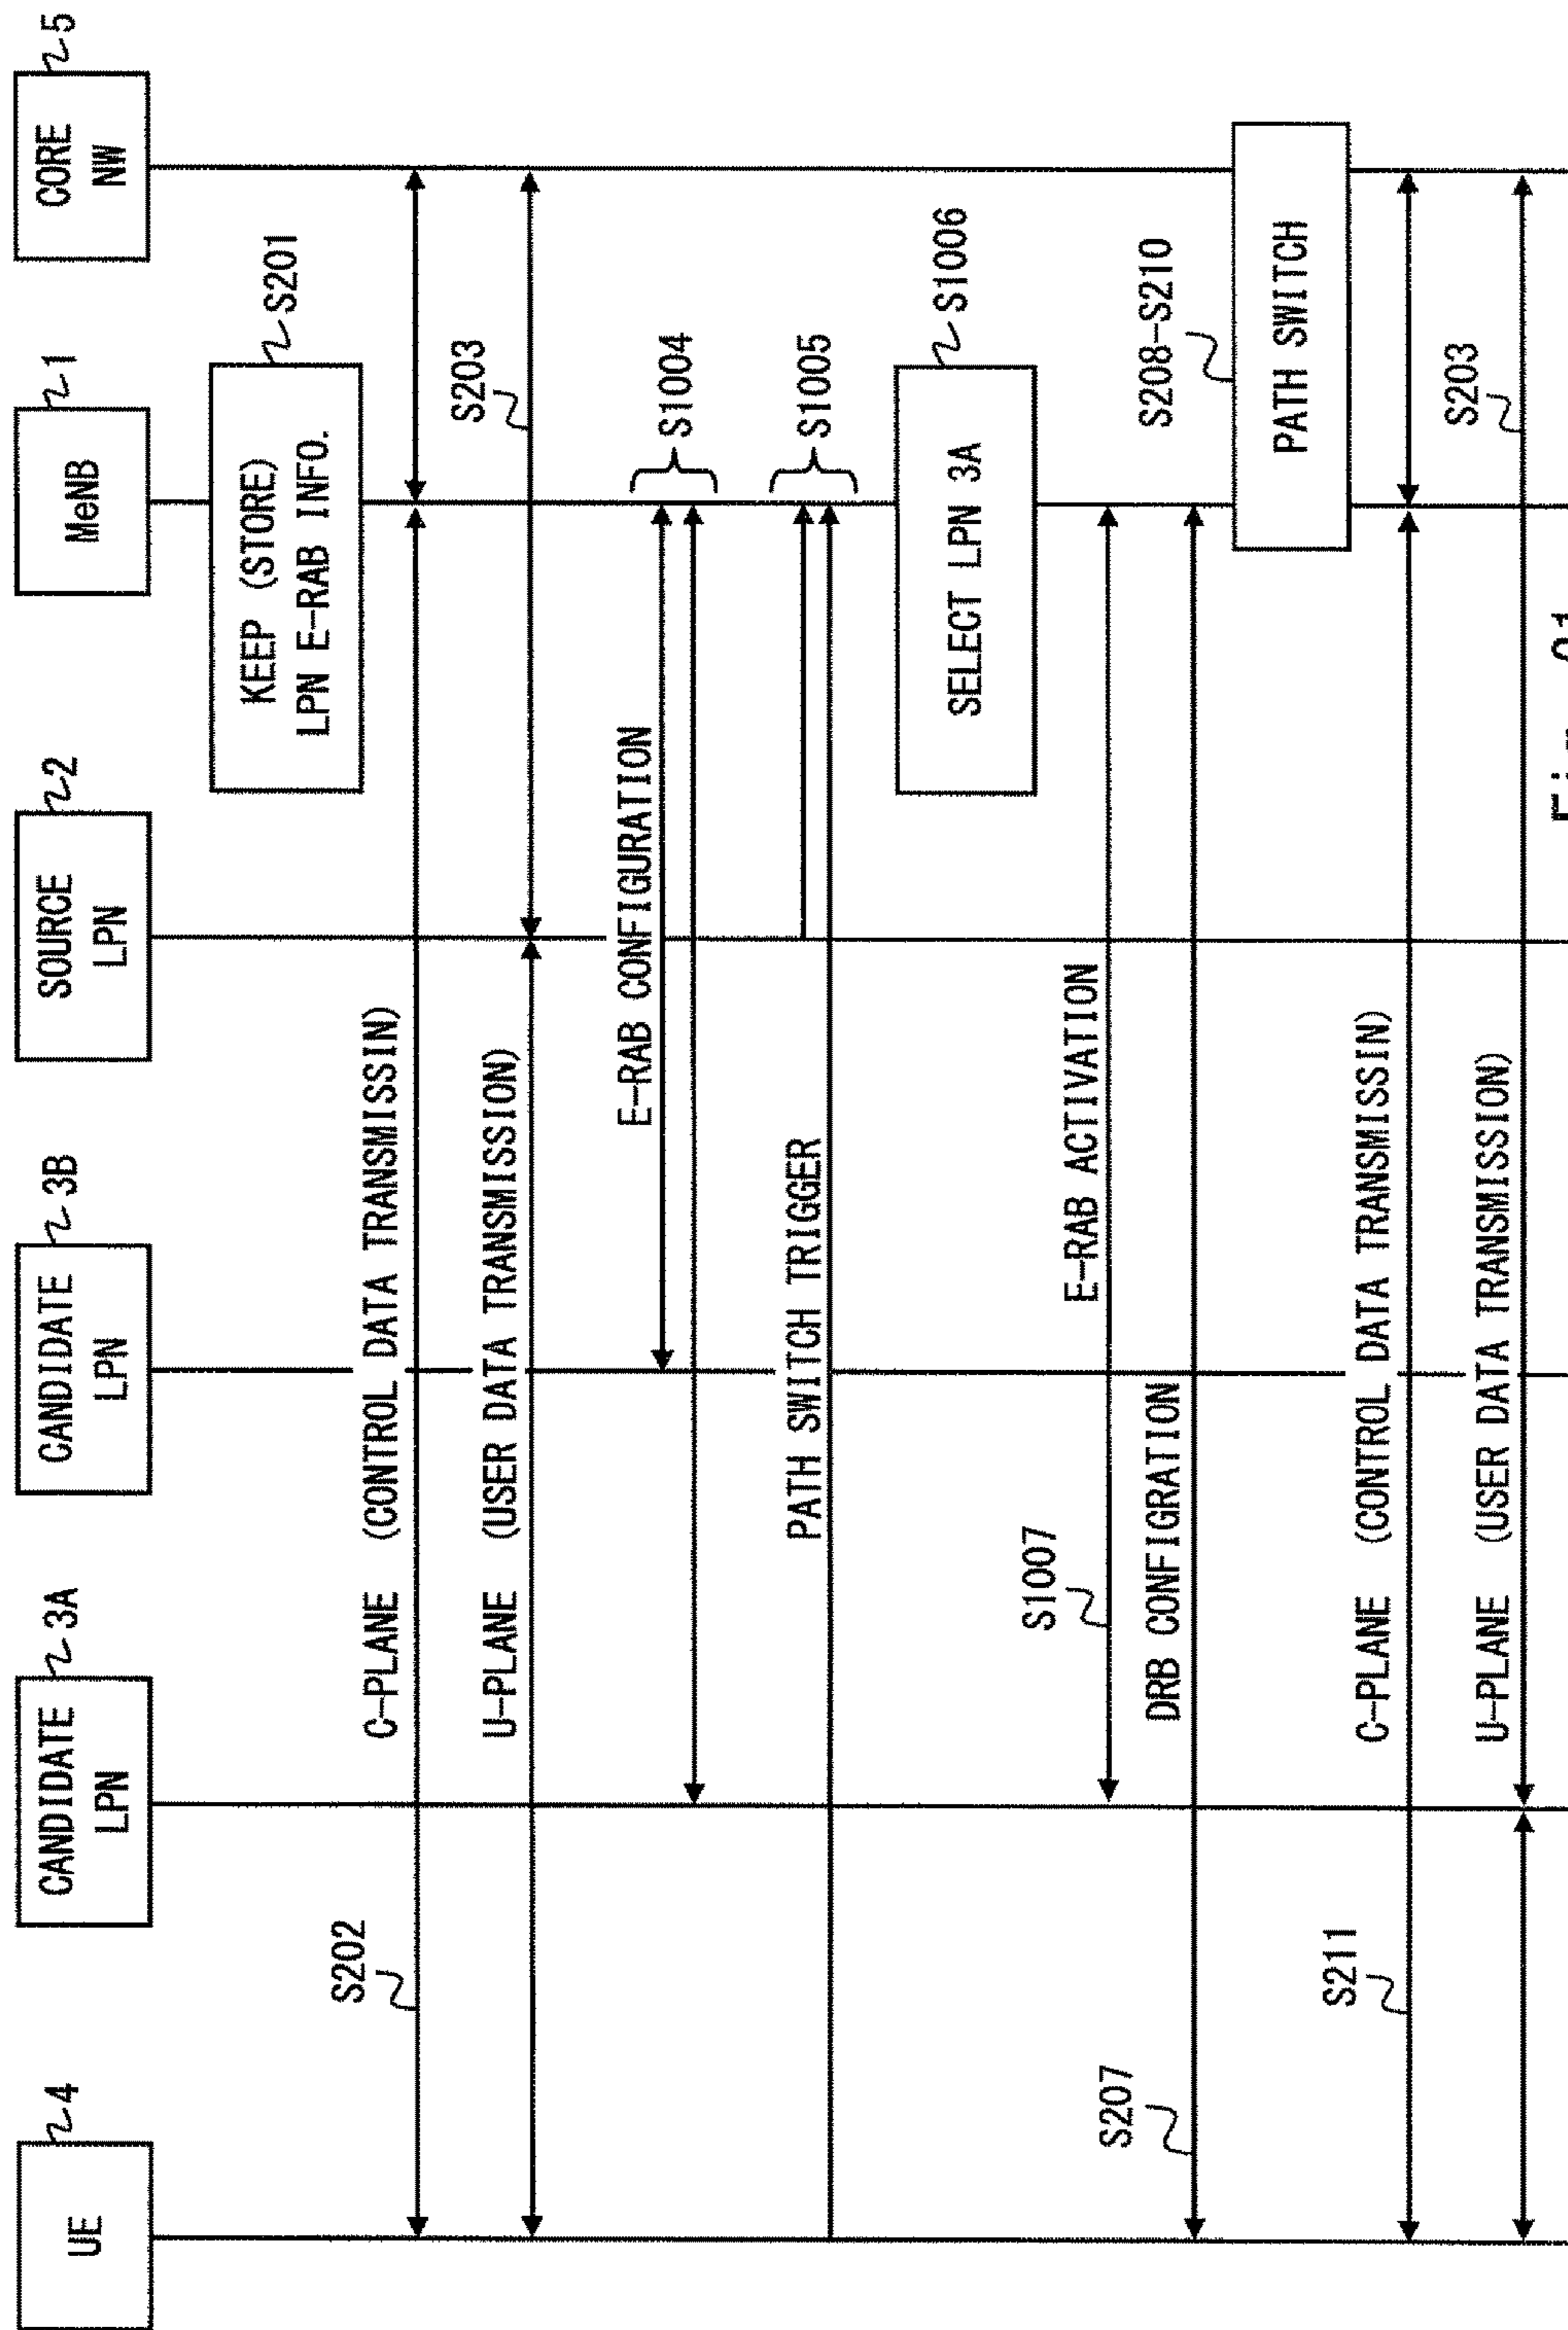 UE
4
CANDIDATE
LPN
3A
CANDIDATE
LPN
3B
SOURCE
LPN
2
MeNB
1
CORE
NW
5
KEEP (STORE)
LPN E-RAB INFO.
S201
S202
C-PLANE (CONTROL DATA TRANSMISSIN)
U-PLANE (USER DATA TRANSMISSION)
S203
E-RAB CONFIGURATION
S1004
PATH SWITCH TRIGGER
S1005
SELECT LPN 3A
S1006
S1007
E-RAB ACTIVATION
S207
DRB CONFIGRATION
S208-S210
PATH SWITCH
S211
C-PLANE (CONTROL DATA TRANSMISSIN)
U-PLANE (USER DATA TRANSMISSION)
S203